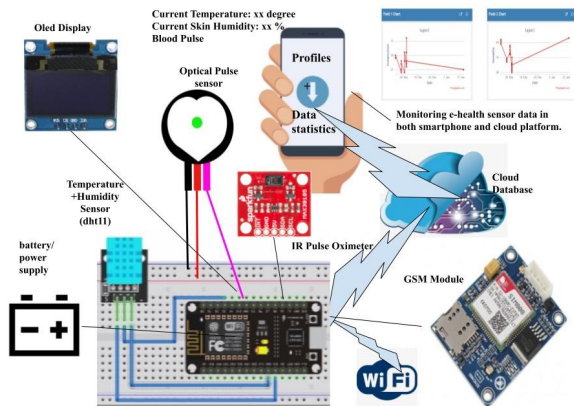 Oled Display
Current Temperature: xx degree
Current Skin Humidity: xx %
Blood Pulse
Optical Pulse
sensor
Profiles
Data
statistics
Monitoring e-health sensor data in
both smartphone and cloud platform.
Temperature
+Humidity
Sensor
(dht11)
battery/
power
supply
IR Pulse Oximeter
Cloud
Database
GSM Module
WiFi